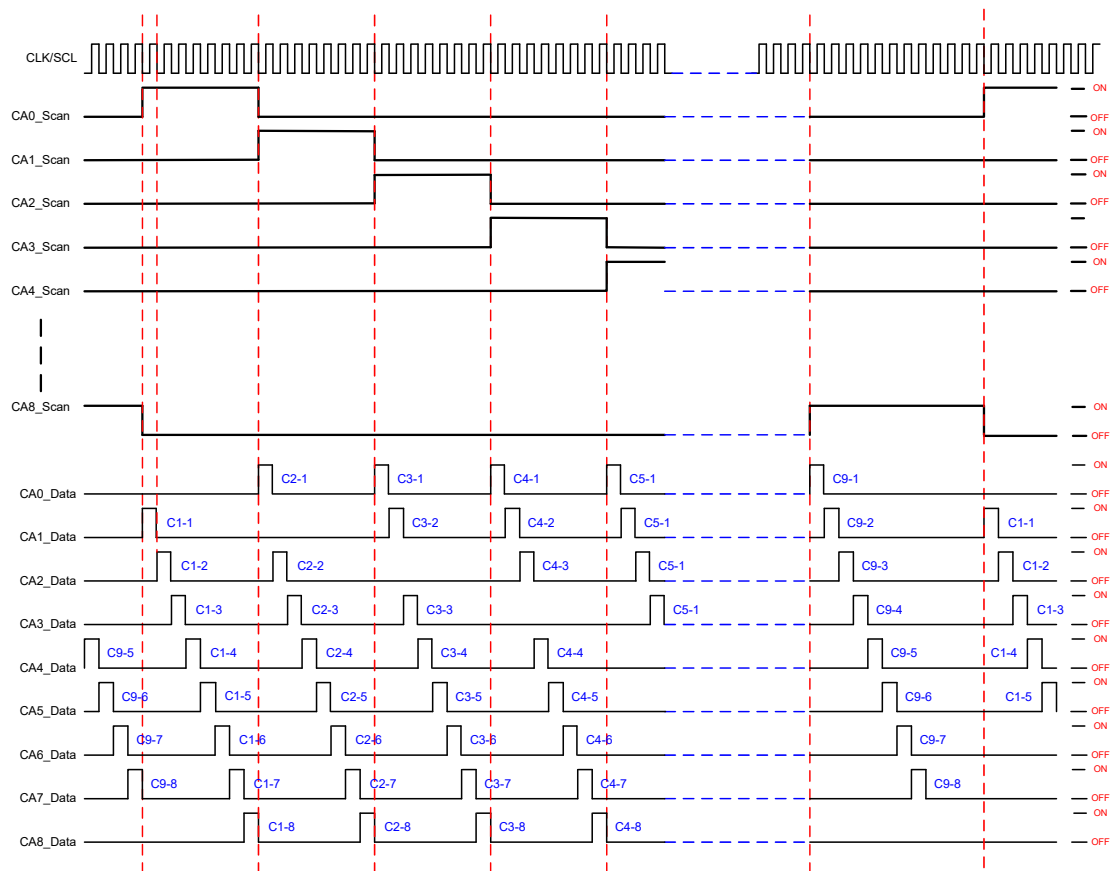 CLK/SCL
ON
CA0_Scan OFF
ON
CA1_Scan OFF
ON
CA2_Scan OFF
CA3_Scan OFF
ON
CA4_Scan OFF
CA8_Scan ON
OFF
ON
C2-1 C3-1 C4-1 C5-1 C9-1
CA0_Data OFF
ON
C1-1 C3-2 C4-2 C5-1 C9-2 C1-1
CA1_Data OFF
ON
C1-2 C2-2 C4-3 C5-1 C9-3 C1-2
CA2_Data OFF
ON
C1-3 C2-3 C3-3 C5-1 C9-4 C1-3
CA3_Data OFF
ON
C9-5 C1-4 C2-4 C3-4 C4-4 C9-5 C1-4
CA4_Data OFF
ON
C9-6 C1-5 C2-5 C3-5 C4-5 C9-6 C1-5
CA5_Data OFF
ON
C9-7 C1-6 C2-6 C3-6 C4-6 C9-7
CA6_Data OFF
ON
C9-8 C1-7 C2-7 C3-7 C4-7 C9-8
CA7_Data OFF
ON
C1-8 C2-8 C3-8 C4-8
CA8_Data OFF